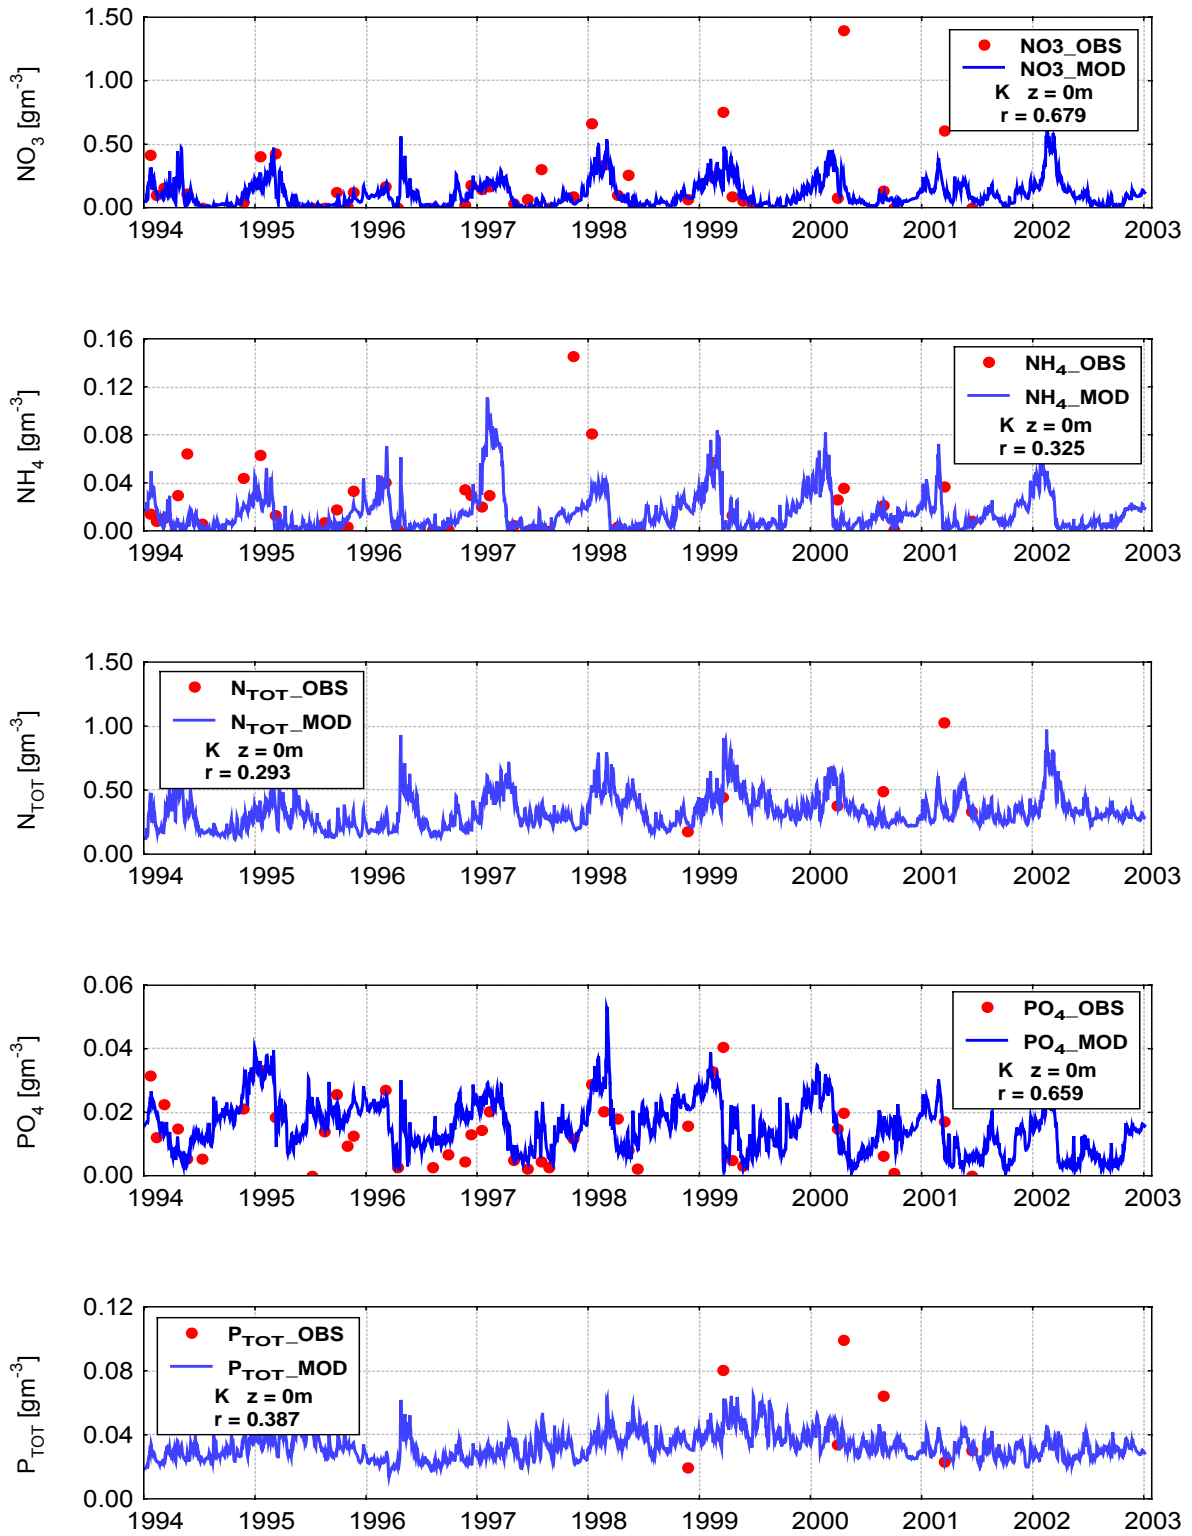 1.50
1.00
0.50
0.00
NO₃ [gm⁻³]
NO3_OBS
NO3_MOD
K z = 0m
r = 0.679
1994 1995 1996 1997 1998 1999 2000 2001 2002 2003
0.16
0.12
0.08
0.04
0.00
NH₄ [gm⁻³]
NH₄_OBS
NH₄_MOD
K z = 0m
r = 0.325
1994 1995 1996 1997 1998 1999 2000 2001 2002 2003
1.50
1.00
0.50
0.00
N_TOT [gm⁻³]
N_TOT_OBS
N_TOT_MOD
K z = 0m
r = 0.293
1994 1995 1996 1997 1998 1999 2000 2001 2002 2003
0.06
0.04
0.02
0.00
PO₄ [gm⁻³]
PO₄_OBS
PO₄_MOD
K z = 0m
r = 0.659
1994 1995 1996 1997 1998 1999 2000 2001 2002 2003
0.12
0.08
0.04
0.00
P_TOT [gm⁻³]
P_TOT_OBS
P_TOT_MOD
K z = 0m
r = 0.387
1994 1995 1996 1997 1998 1999 2000 2001 2002 2003